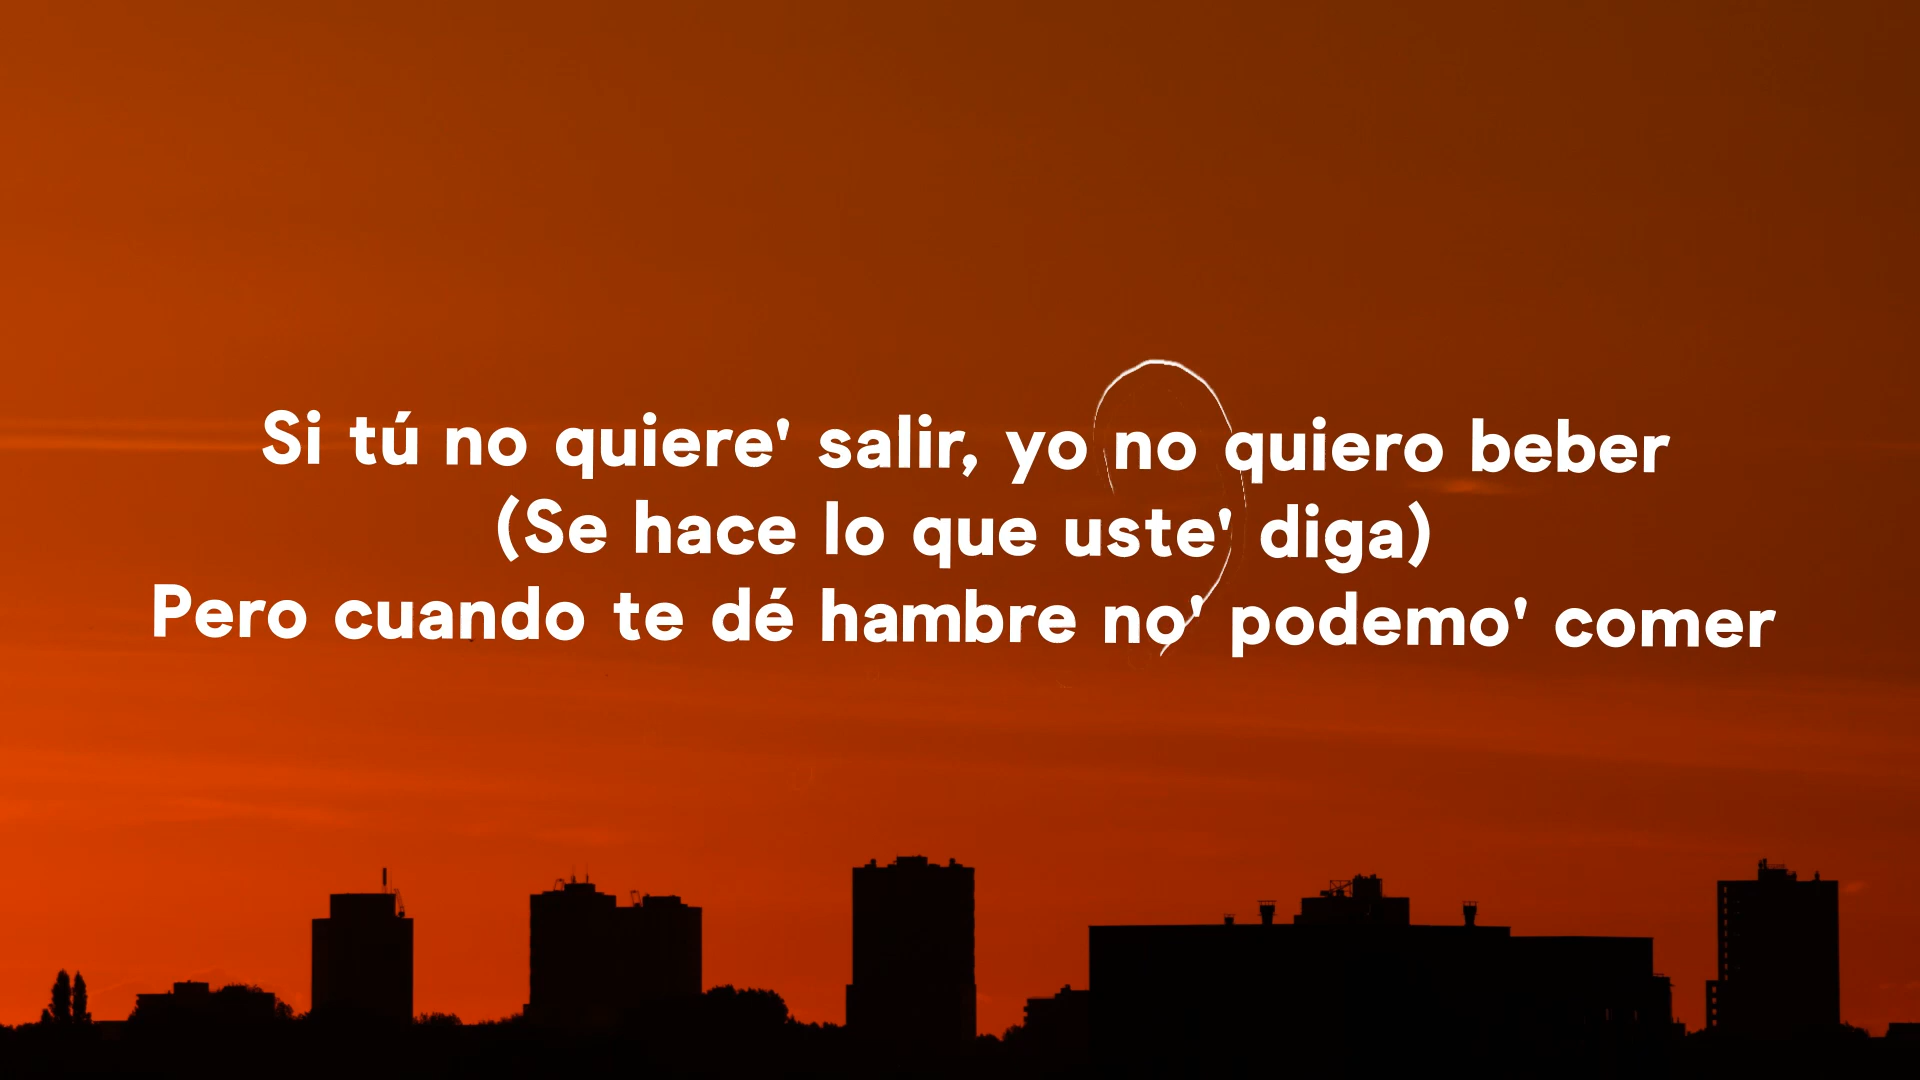 Si tú no quiere' salir, yo no quiero beber
(Se hace lo que uste' diga)
Pero cuando te dé hambre no' podemo' comer